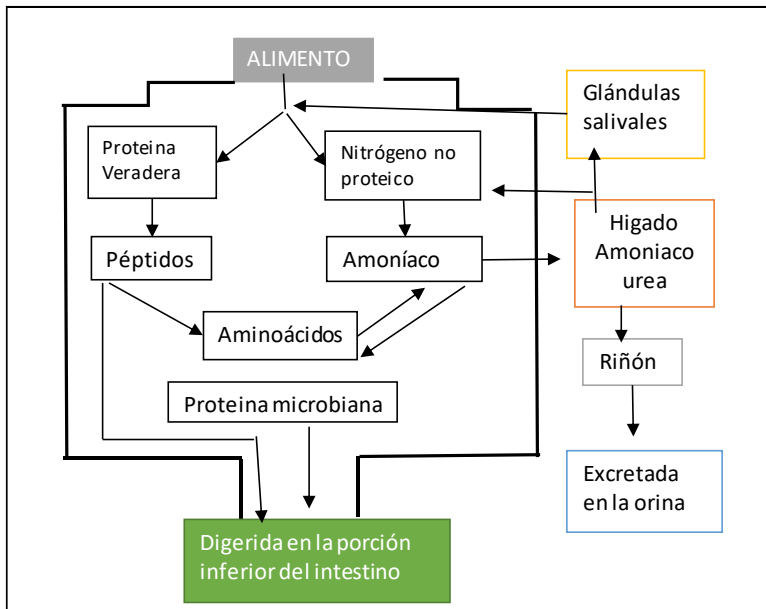 ALIMENTO
Glándulas
salivales
Proteina
Veradera
Nitrógeno no
proteico
Higado
Amoniaco
urea
Péptidos
Amoníaco
Aminoácidos
Riñón
Proteina microbiana
Excretada
en la orina
Digerida en la porción
inferior del intestino